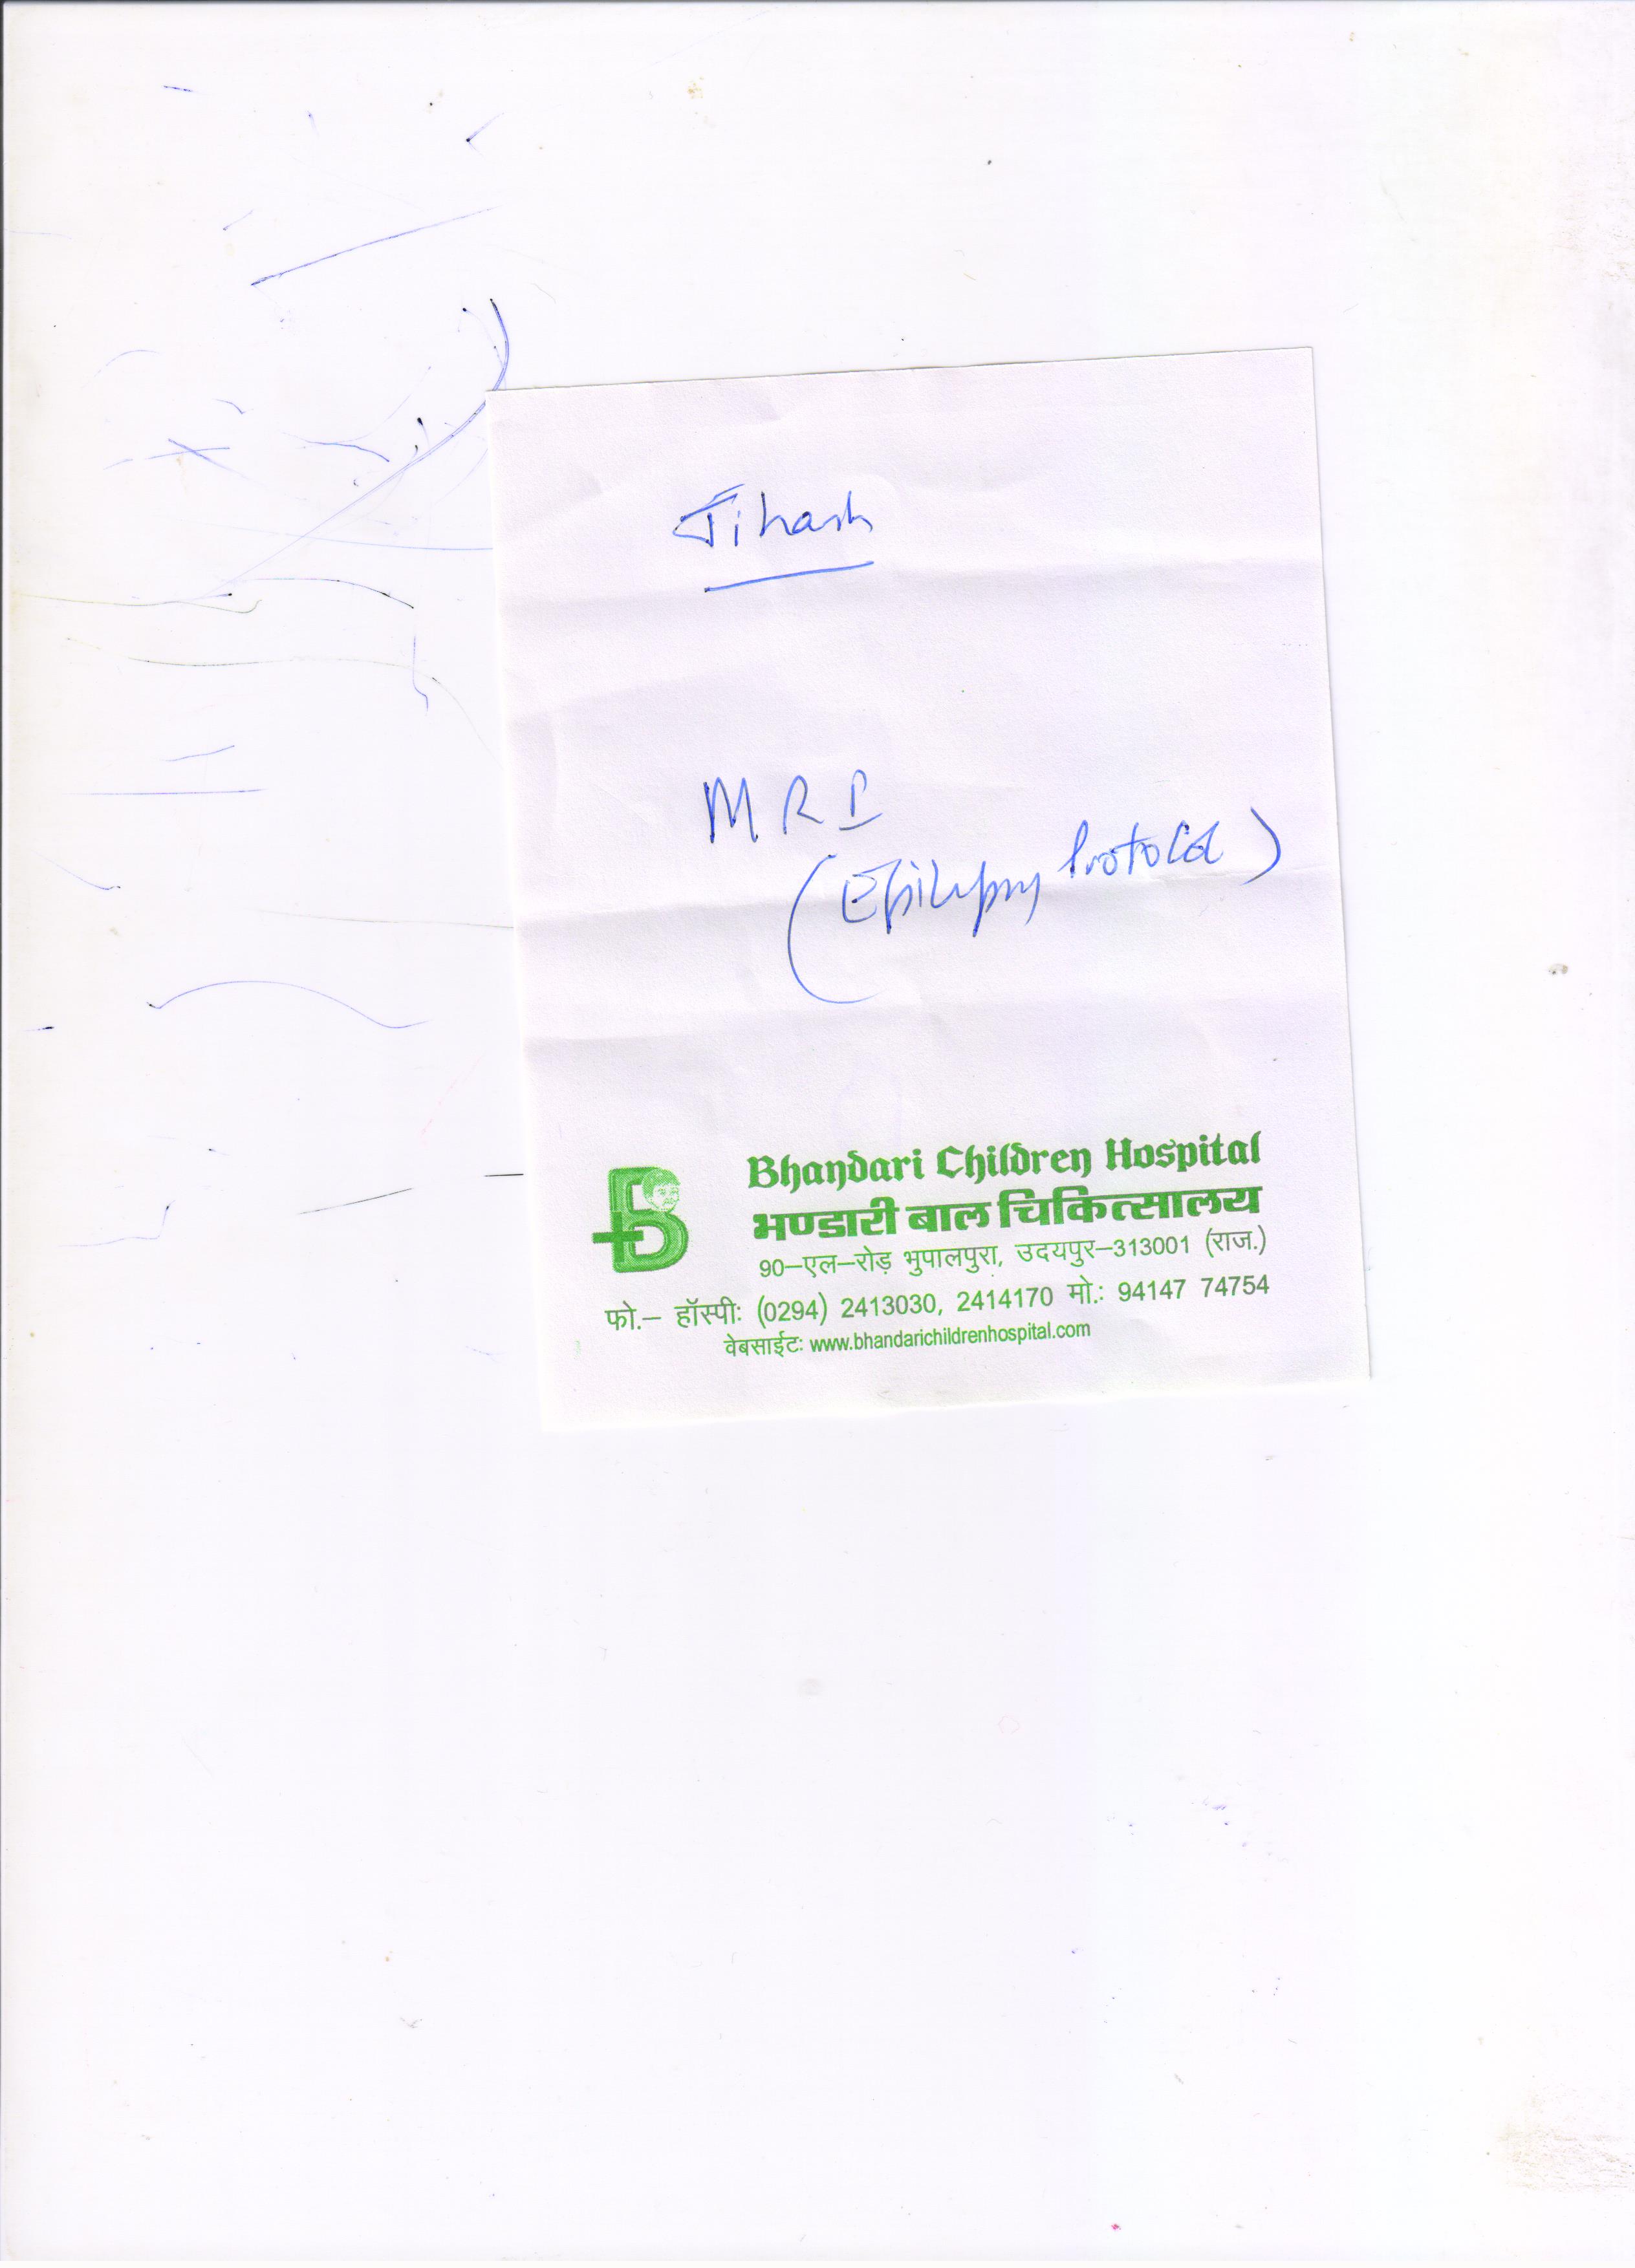 Jihansh
MRI
(Epilepsy Protocol)
Bhandari Children Hospital
भण्डारी बाल चिकित्सालय
90–एल–रोड़ भुपालपुरा, उदयपुर–313001 (राज.)
फो.– हॉस्पी: (0294) 2413030, 2414170 मो.: 94147 74754
वेबसाईट: www.bhandarichildrenhospital.com